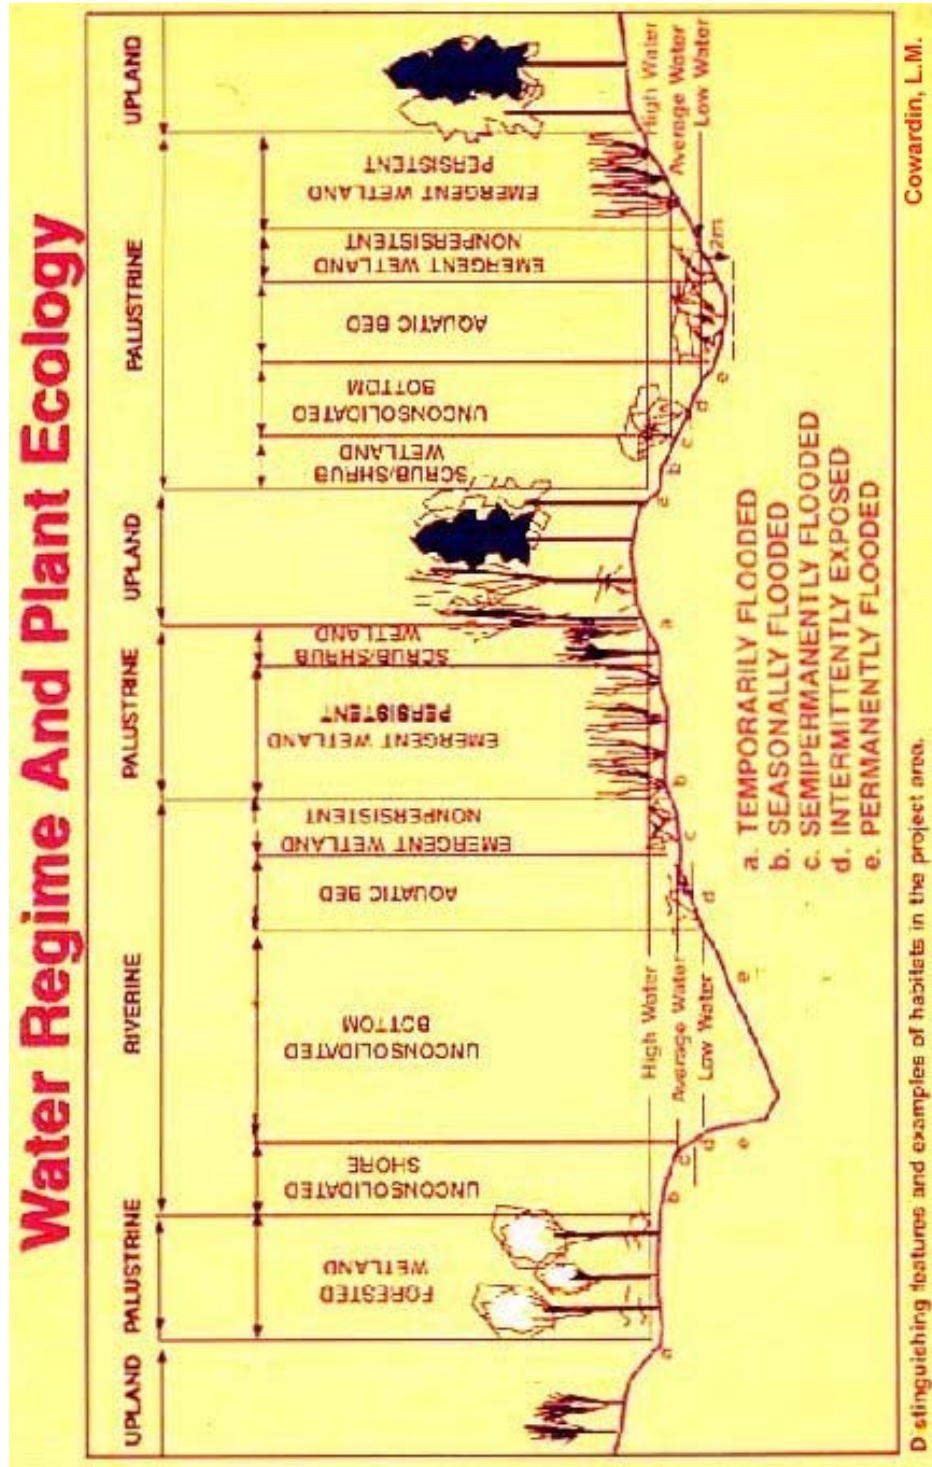 Water Regime And Plant Ecology
UPLAND
PALUSTRINE
RIVERINE
PALUSTRINE
UPLAND
PALUSTRINE
UPLAND
FORESTED
WETLAND
UNCONSOLIDATED
SHORE
UNCONSOLIDATED
BOTTOM
AQUATIC BED
EMERGENT WETLAND
NONPERSISTENT
EMERGENT WETLAND
PERSISTENT
SCRUB/SHRUB
WETLAND
SCRUB/SHRUB
WETLAND
UNCONSOLIDATED
BOTTOM
AQUATIC BED
EMERGENT WETLAND
NONPERSISTENT
EMERGENT WETLAND
PERSISTENT
High Water
Average Water
Low Water
High Water
Average Water
Low Water
a
b
c
d
e
e
d
c
b
a
b
c
d
e
2m
a. TEMPORARILY FLOODED
b. SEASONALLY FLOODED
c. SEMIPERMANENTLY FLOODED
d. INTERMITTENTLY EXPOSED
e. PERMANENTLY FLOODED
Distinguishing features and examples of habitats in the project area.
Cowardin, L.M.